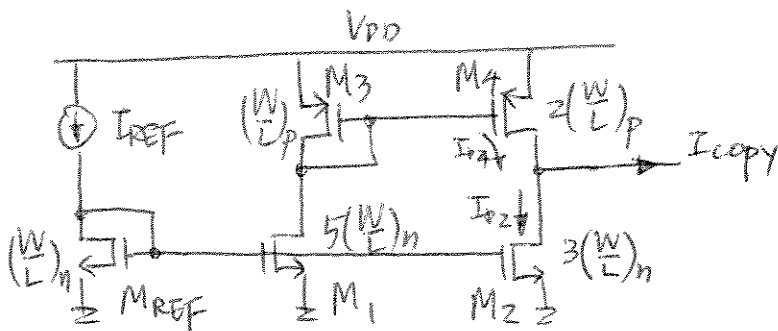 VDD
M3
M4
(W/L)p
2(W/L)p
IREF
ID4
Icopy
ID2
(W/L)n
5(W/L)n
3(W/L)n
MREF
M1
M2